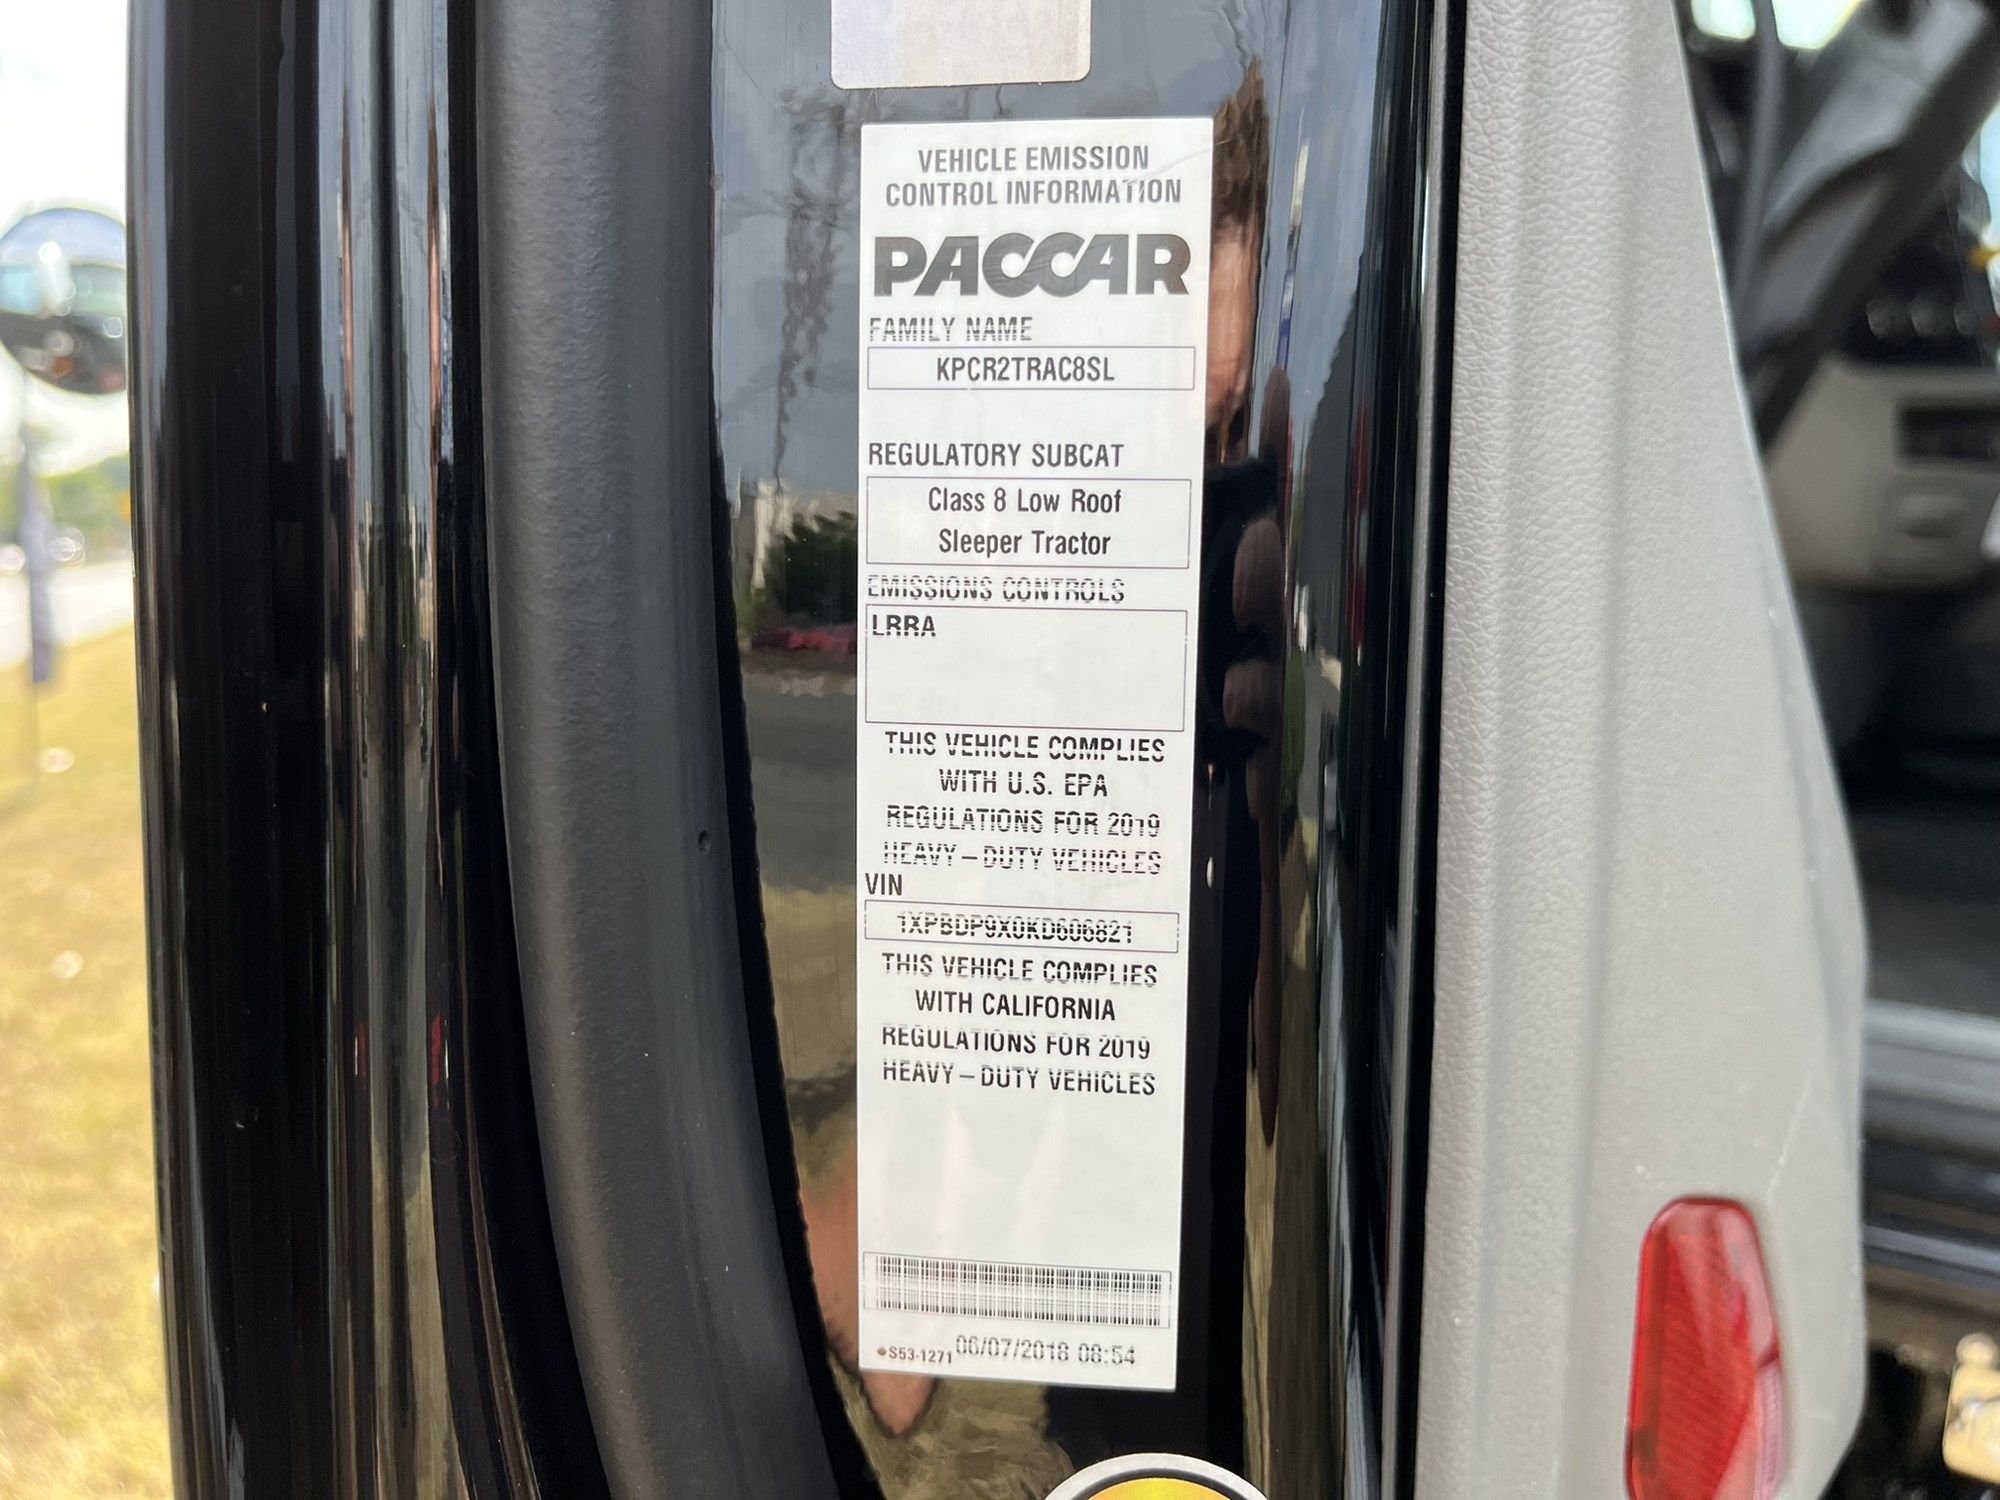 VEHICLE EMISSION
CONTROL INFORMATION
PACCAR
FAMILY NAME
KPCR2TRAC8SL
REGULATORY SUBCAT
Class 8 Low Roof
Sleeper Tractor
EMISSIONS CONTROLS
LRRA
THIS VEHICLE COMPLIES
WITH U.S. EPA
REGULATIONS FOR 2019
HEAVY – DUTY VEHICLES
VIN
1XPBDP9X0KD606821
THIS VEHICLE COMPLIES
WITH CALIFORNIA
REGULATIONS FOR 2019
HEAVY – DUTY VEHICLES
S53-1271 06/07/2018 08:54